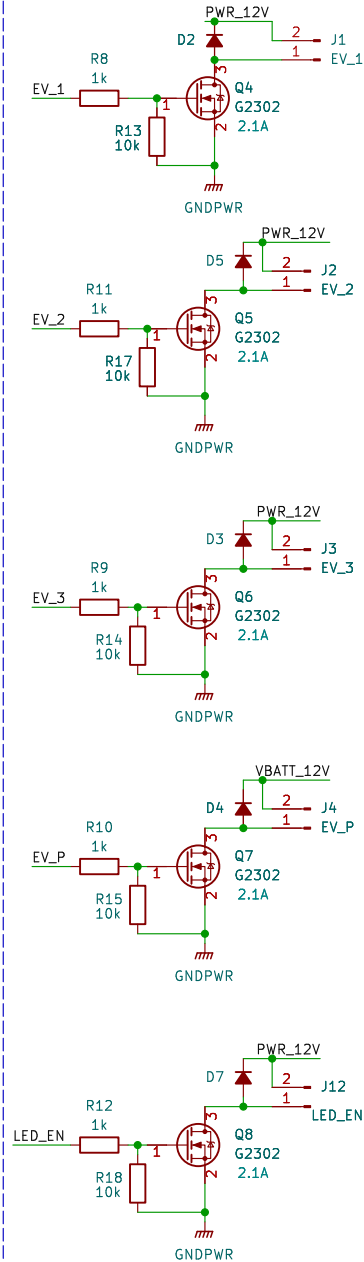 PWR_12V
D2
2 J1
1 EV_1
R8
1k
3
Q4
EV_1
1
G2302
R13
10k
2 2.1A
GNDPWR
PWR_12V
D5
2 J2
1 EV_2
R11
1k
3
Q5
EV_2
1
G2302
R17
10k
2 2.1A
GNDPWR
PWR_12V
D3
2 J3
1 EV_3
R9
1k
3
Q6
EV_3
1
G2302
R14
10k
2 2.1A
GNDPWR
VBATT_12V
D4
2 J4
1 EV_P
R10
1k
3
Q7
EV_P
1
G2302
R15
10k
2 2.1A
GNDPWR
PWR_12V
D7
2 J12
1 LED_EN
R12
1k
3
Q8
LED_EN
1
G2302
R18
10k
2 2.1A
GNDPWR